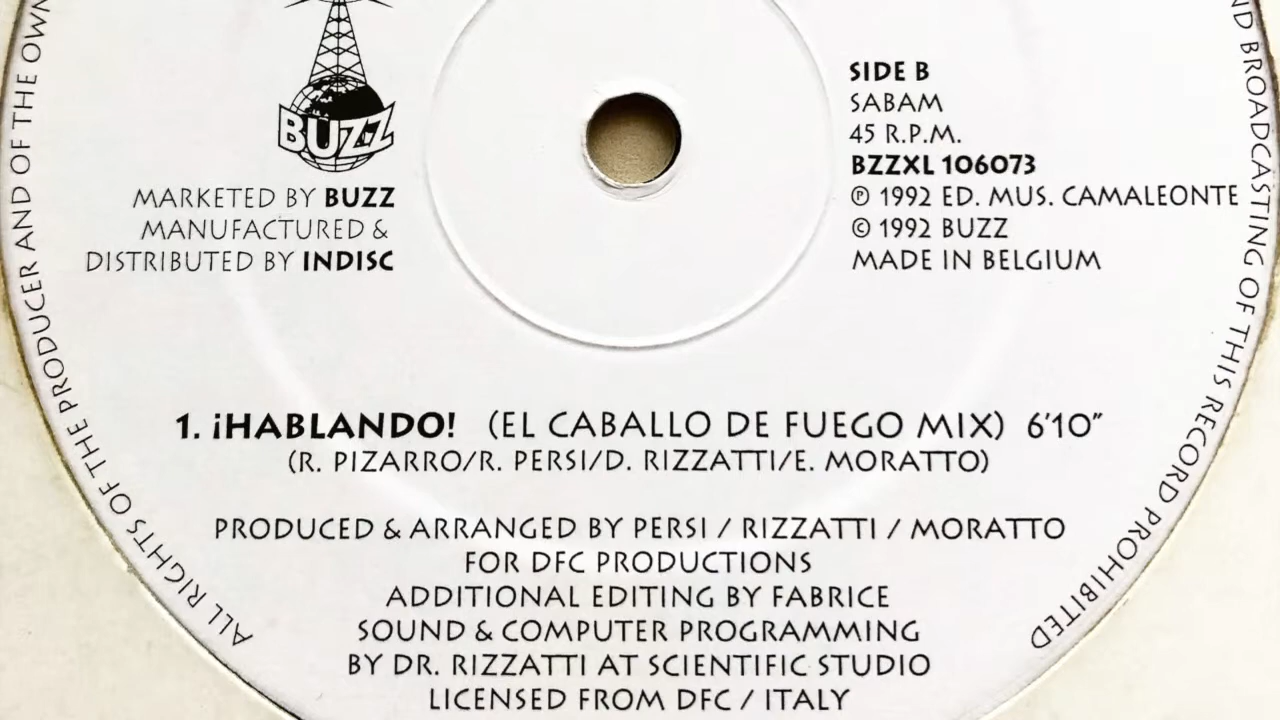 BUZZ
MARKETED BY BUZZ
MANUFACTURED &
DISTRIBUTED BY INDISC
SIDE B
SABAM
45 R.P.M.
BZZXL 106073
℗ 1992 ED. MUS. CAMALEONTE
© 1992 BUZZ
MADE IN BELGIUM
1. ¡HABLANDO! (EL CABALLO DE FUEGO MIX) 6'10"
(R. PIZARRO/R. PERSI/D. RIZZATTI/E. MORATTO)
PRODUCED & ARRANGED BY PERSI / RIZZATTI / MORATTO
FOR DFC PRODUCTIONS
ADDITIONAL EDITING BY FABRICE
SOUND & COMPUTER PROGRAMMING
BY DR. RIZZATTI AT SCIENTIFIC STUDIO
LICENSED FROM DFC / ITALY
ALL RIGHTS OF THE PRODUCER AND OF THE
BROADCASTING OF THIS RECORD PROHIBITED